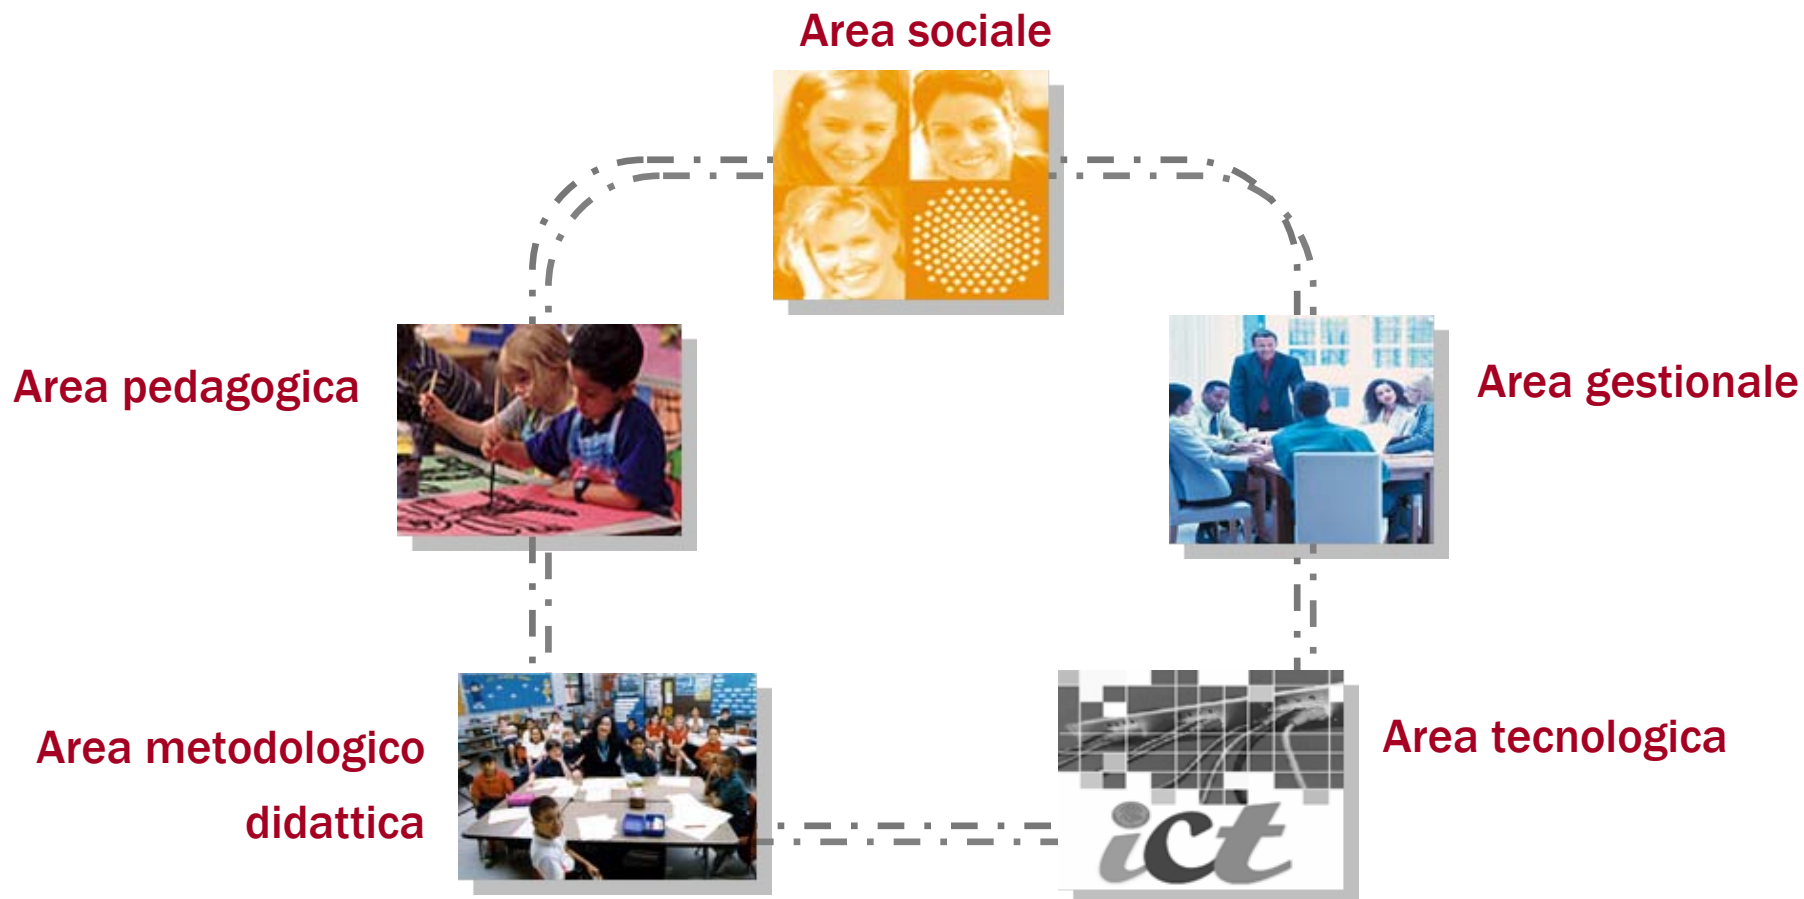 Area sociale
Area pedagogica
Area gestionale
Area metodologico
didattica
Area tecnologica
ict